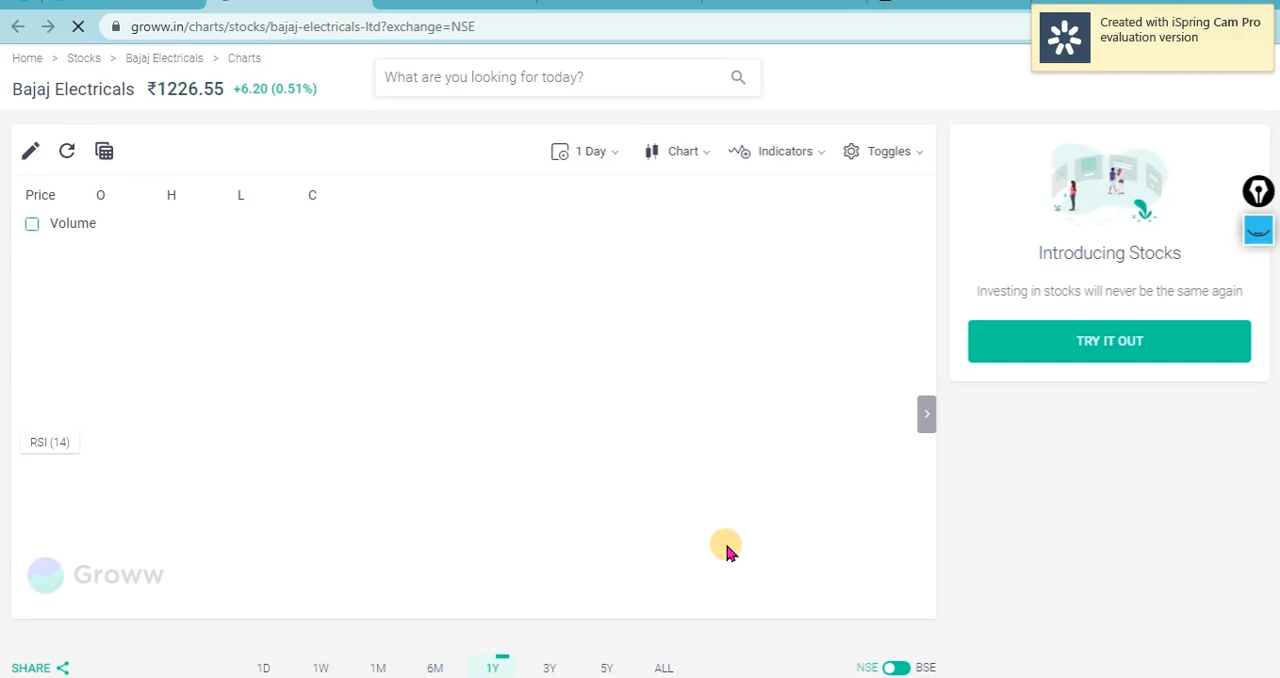 groww.in/charts/stocks/bajaj-electricals-ltd?exchange=NSE
Created with iSpring Cam Pro
evaluation version
Home > Stocks > Bajaj Electricals > Charts
What are you looking for today?
Bajaj Electricals ₹1226.55 +6.20 (0.51%)
1 Day Chart Indicators Toggles
Price O H L C
Volume
Introducing Stocks
Investing in stocks will never be the same again
TRY IT OUT
RSI (14)
Groww
SHARE 1D 1W 1M 6M 1Y 3Y 5Y ALL NSE BSE